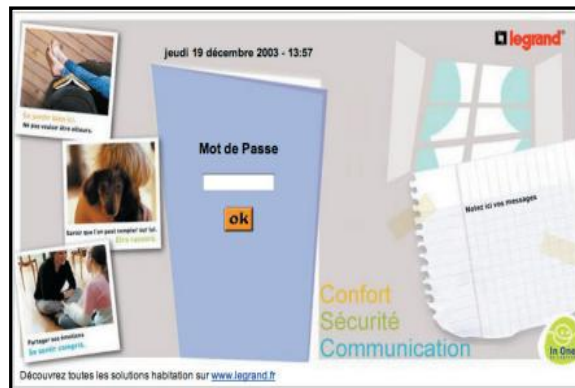 jeudi 19 décembre 2003 - 13:57
legrand®
Se sentir bien ici.
Ne pas vouloir être ailleurs.
Mot de Passe
ok
Savoir que l'on peut compter sur lui.
Être rassuré.
Notez ici vos messages
Partager ses émotions
Se sentir compris.
Confort
Sécurité
Communication
In One
Découvrez toutes les solutions habitation sur www.legrand.fr